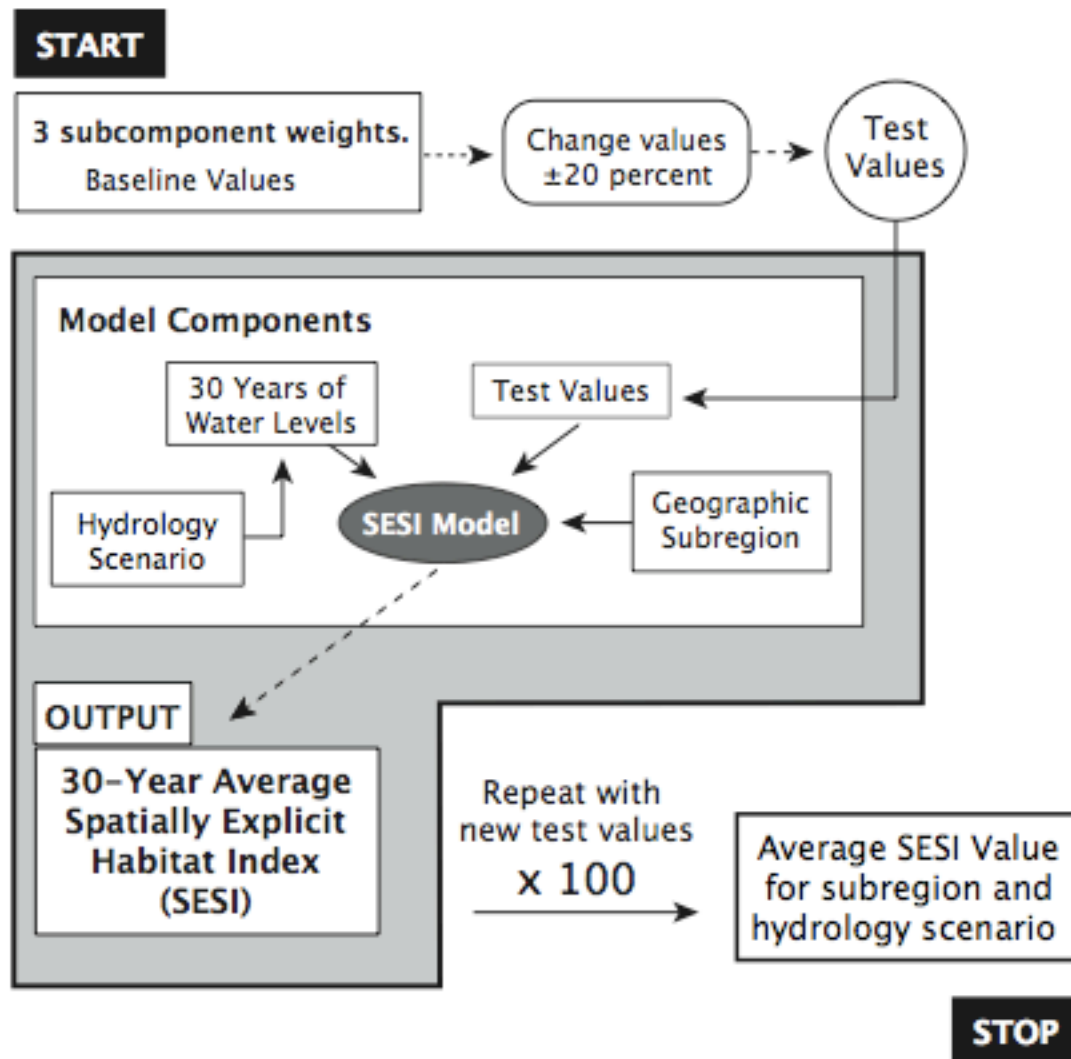 START
3 subcomponent weights.
Baseline Values
Change values
±20 percent
Test
Values
Model Components
30 Years of
Water Levels
Test Values
Hydrology
Scenario
SESI Model
Geographic
Subregion
OUTPUT
30-Year Average
Spatially Explicit
Habitat Index
(SESI)
Repeat with
new test values
x 100
Average SESI Value
for subregion and
hydrology scenario
STOP